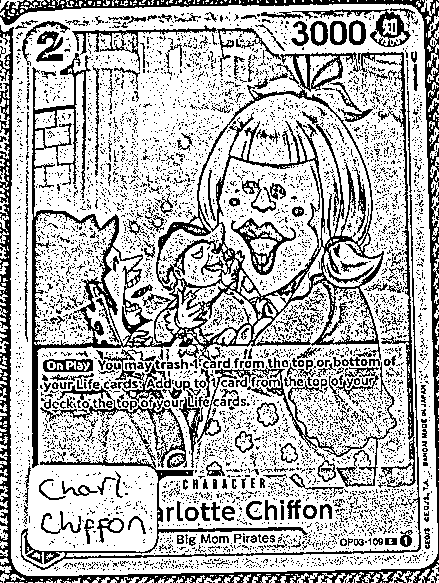 2
3000
知
On Play You may trash 1 card from the top or bottom of
your Life cards: Add up to 1 card from the top of your
deck to the top of your Life cards.
CHARACTER
Charl.
Chiffon
arlotte Chiffon
Big Mom Pirates
OP03-109 C 1
BANDAI MADE IN JAPAN